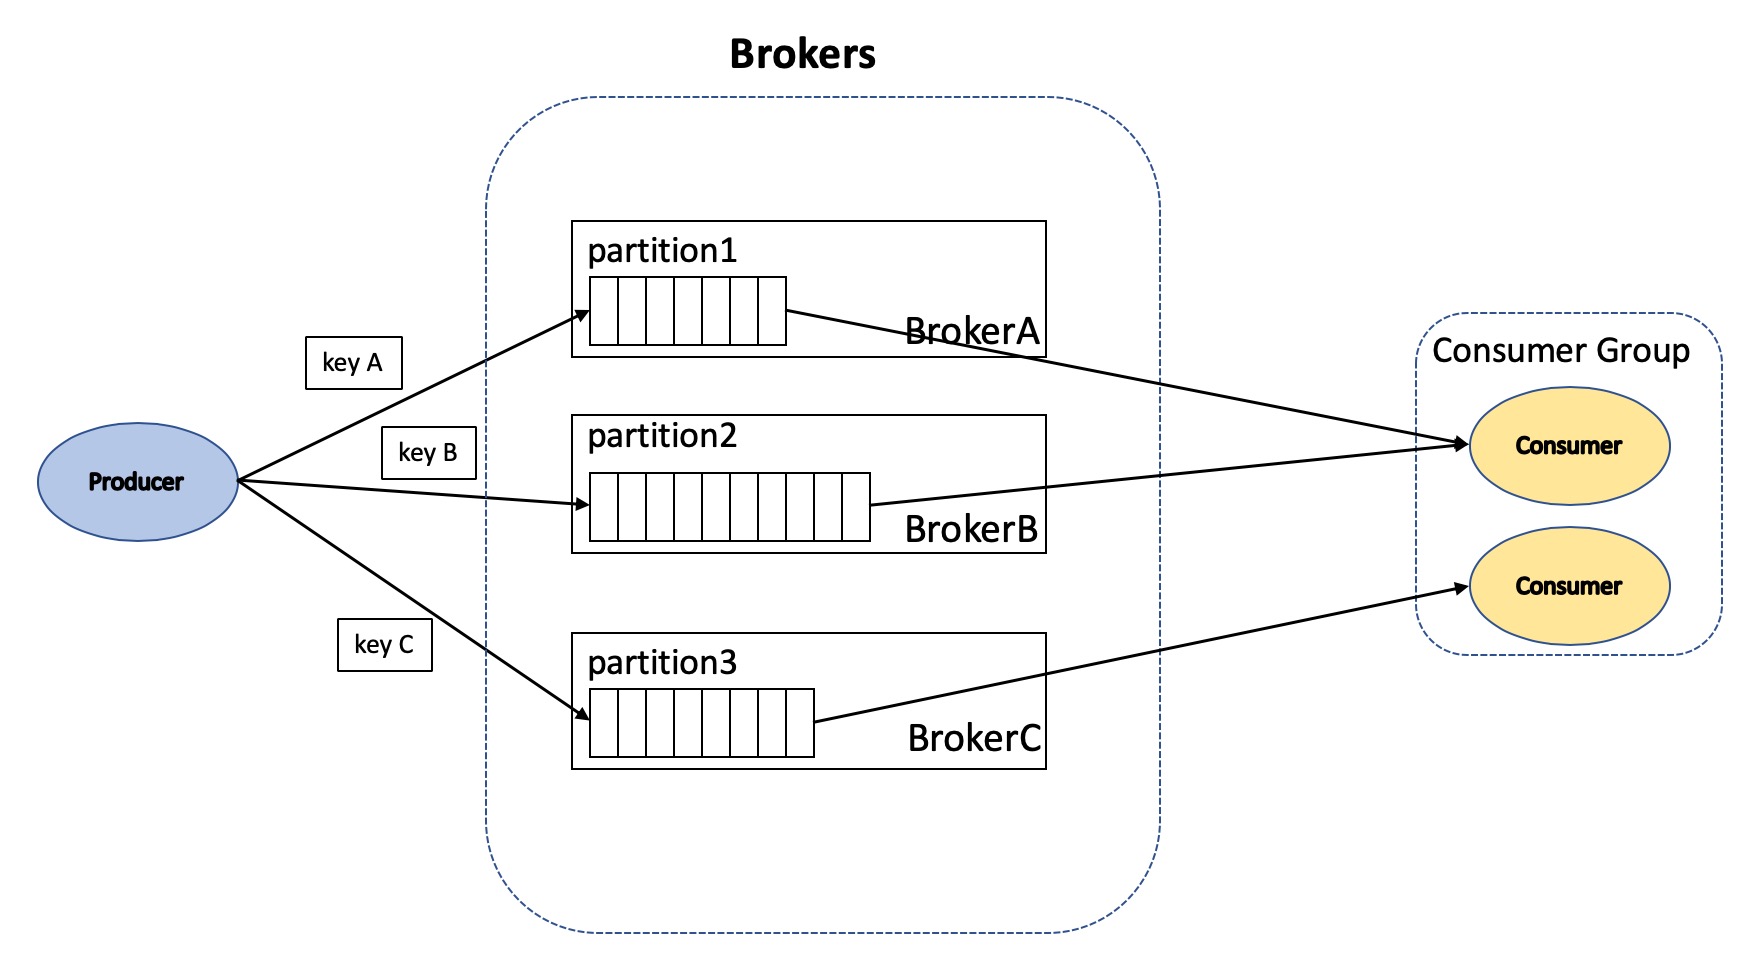 Brokers
partition1
BrokerA
key A
Consumer Group
partition2
key B
Consumer
Producer
BrokerB
Consumer
key C
partition3
BrokerC